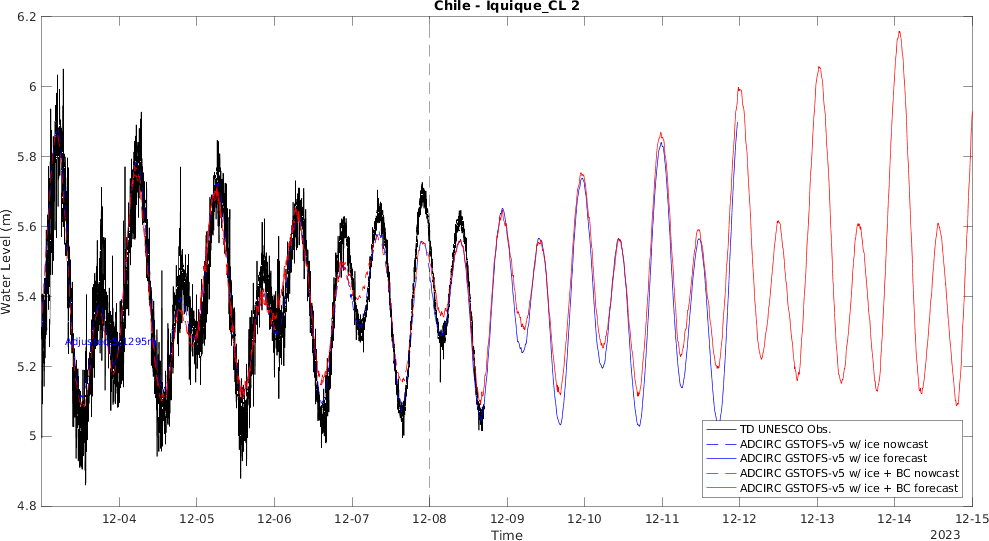 Chile - Iquique_CL 2
6.2
6
5.8
5.6
5.4
5.2
5
4.8
Water Level (m)
12-04
12-05
12-06
12-07
12-08
12-09
12-10
12-11
12-12
12-13
12-14
12-15
Time
2023
TD UNESCO Obs.
ADCIRC GSTOFS-v5 w/ ice nowcast
ADCIRC GSTOFS-v5 w/ ice forecast
ADCIRC GSTOFS-v5 w/ ice + BC nowcast
ADCIRC GSTOFS-v5 w/ ice + BC forecast